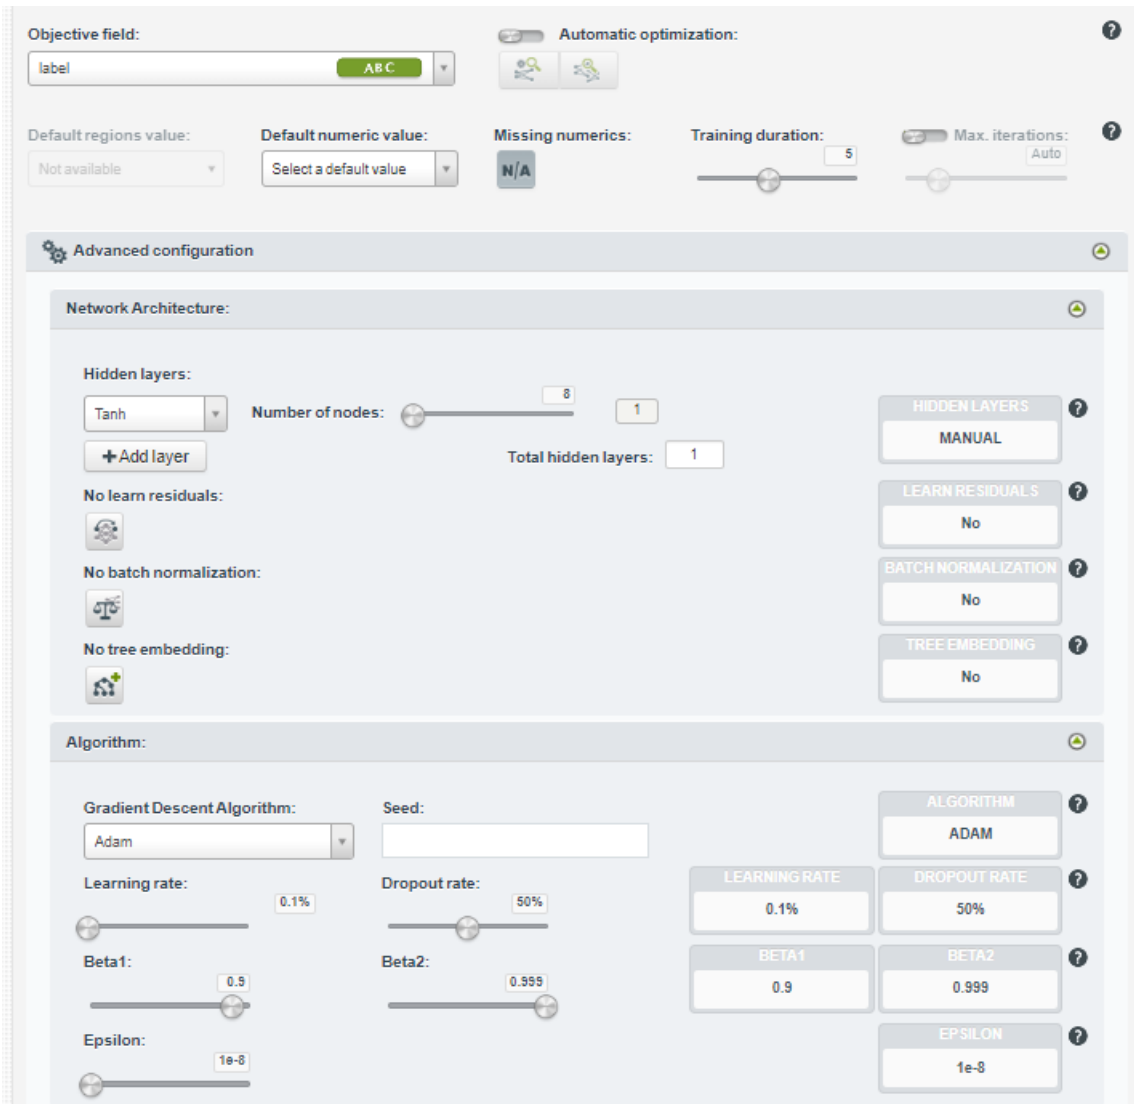 Objective field:
Automatic optimization:
?
label
ABC
Default regions value:
Default numeric value:
Missing numerics:
Training duration:
Max. iterations:
?
5
Auto
Not available
Select a default value
N/A
Advanced configuration
Network Architecture:
Hidden layers:
8
Tanh
Number of nodes:
1
HIDDEN LAYERS
?
MANUAL
+Add layer
Total hidden layers:
1
No learn residuals:
LEARN RESIDUALS
?
No
No batch normalization:
BATCH NORMALIZATION
?
No
No tree embedding:
TREE EMBEDDING
?
No
Algorithm:
Gradient Descent Algorithm:
Seed:
ALGORITHM
?
Adam
ADAM
Learning rate:
Dropout rate:
LEARNING RATE
DROPOUT RATE
?
0.1%
50%
0.1%
50%
Beta1:
Beta2:
BETA1
BETA2
?
0.9
0.999
0.9
0.999
Epsilon:
EPSILON
?
1e-8
1e-8